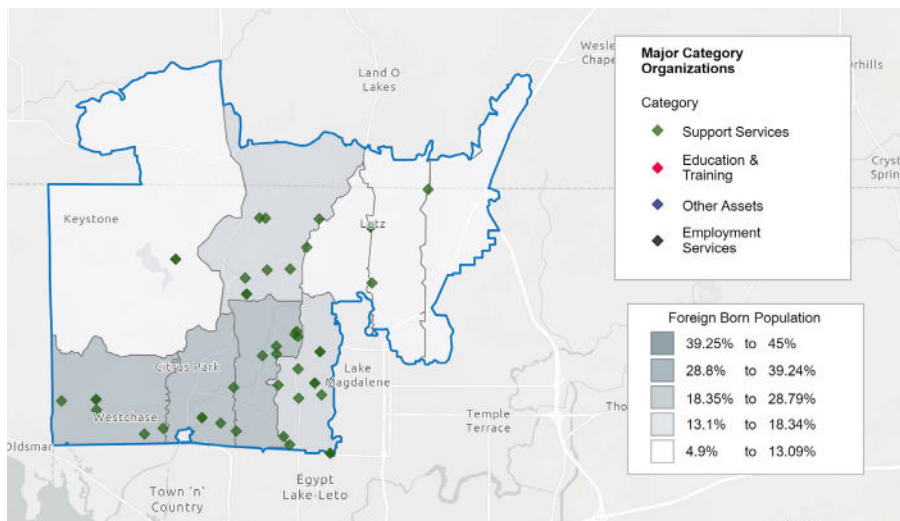 Wesley
Chape
Land O
Lakes
Keystone
Lutz
Citrus Park
Westchase
Lake
Magdalene
Oldsmar
Temple
Terrace
Tho
Egypt
Lake-Leto
Town 'n'
Country
yrhills
Cryst
Sprin
Major Category
Organizations
Category
Support Services
Education &
Training
Other Assets
Employment
Services
Foreign Born Population
39.25% to 45%
28.8% to 39.24%
18.35% to 28.79%
13.1% to 18.34%
4.9% to 13.09%